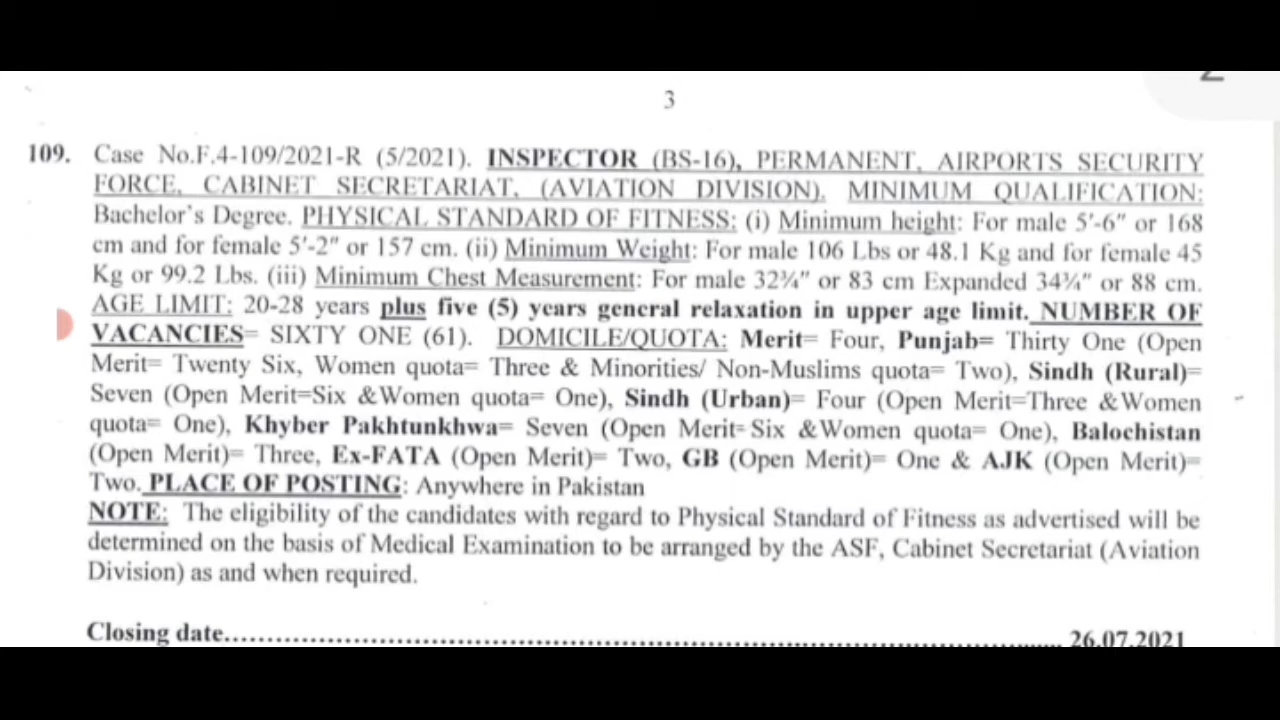 3
109. Case No.F.4-109/2021-R (5/2021). INSPECTOR (BS-16), PERMANENT, AIRPORTS SECURITY
FORCE, CABINET SECRETARIAT, (AVIATION DIVISION). MINIMUM QUALIFICATION:
Bachelor's Degree. PHYSICAL STANDARD OF FITNESS: (i) Minimum height: For male 5'-6" or 168
cm and for female 5'-2" or 157 cm. (ii) Minimum Weight: For male 106 Lbs or 48.1 Kg and for female 45
Kg or 99.2 Lbs. (iii) Minimum Chest Measurement: For male 32¾" or 83 cm Expanded 34¾" or 88 cm.
AGE LIMIT: 20-28 years plus five (5) years general relaxation in upper age limit. NUMBER OF
VACANCIES= SIXTY ONE (61). DOMICILE/QUOTA: Merit= Four, Punjab= Thirty One (Open
Merit= Twenty Six, Women quota= Three & Minorities/ Non-Muslims quota= Two), Sindh (Rural)=
Seven (Open Merit=Six &Women quota= One), Sindh (Urban)= Four (Open Merit=Three &Women
quota= One), Khyber Pakhtunkhwa= Seven (Open Merit= Six &Women quota= One), Balochistan
(Open Merit)= Three, Ex-FATA (Open Merit)= Two, GB (Open Merit)= One & AJK (Open Merit)=
Two. PLACE OF POSTING: Anywhere in Pakistan
NOTE: The eligibility of the candidates with regard to Physical Standard of Fitness as advertised will be
determined on the basis of Medical Examination to be arranged by the ASF, Cabinet Secretariat (Aviation
Division) as and when required.
Closing date................................................................................ 26.07.2021